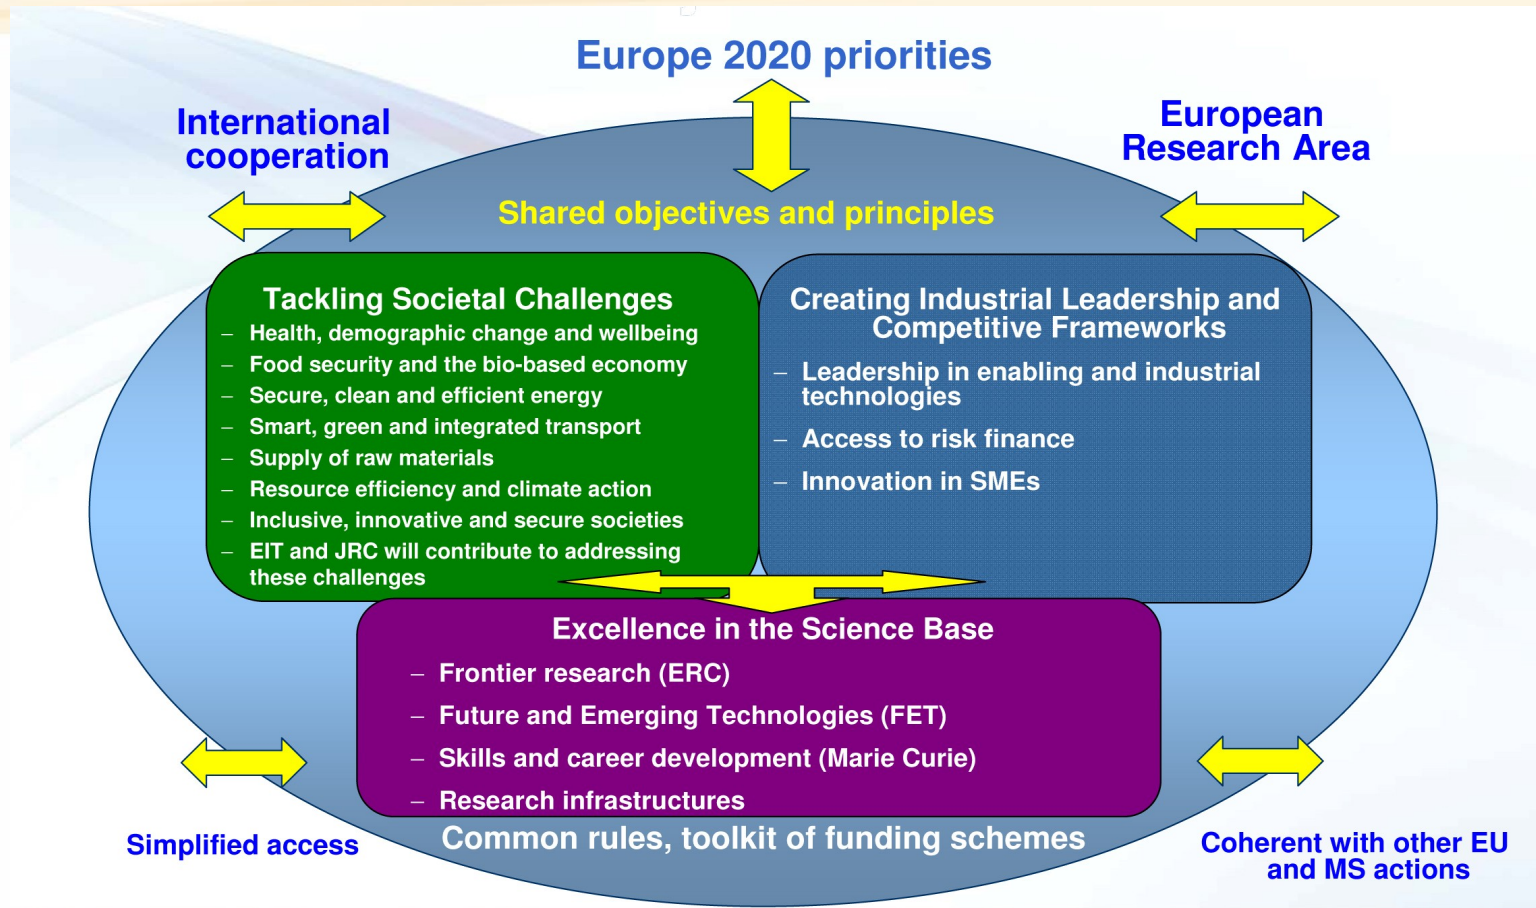 Europe 2020 priorities
International
cooperation
European
Research Area
Shared objectives and principles
Tackling Societal Challenges
– Health, demographic change and wellbeing
– Food security and the bio-based economy
– Secure, clean and efficient energy
– Smart, green and integrated transport
– Supply of raw materials
– Resource efficiency and climate action
– Inclusive, innovative and secure societies
– EIT and JRC will contribute to addressing
these challenges
Creating Industrial Leadership and
Competitive Frameworks
– Leadership in enabling and industrial
technologies
– Access to risk finance
– Innovation in SMEs
Excellence in the Science Base
– Frontier research (ERC)
– Future and Emerging Technologies (FET)
– Skills and career development (Marie Curie)
– Research infrastructures
Common rules, toolkit of funding schemes
Simplified access
Coherent with other EU
and MS actions